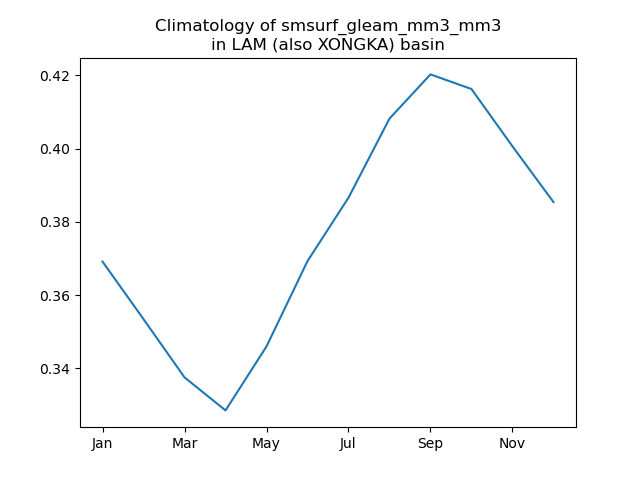 Climatology of smsurf_gleam_mm3_mm3
in LAM (also XONGKA) basin
0.42
0.40
0.38
0.36
0.34
Jan Mar May Jul Sep Nov